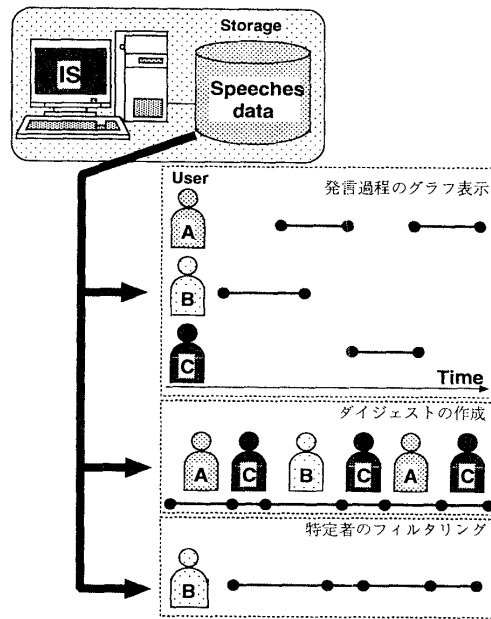 Storage
IS
Speeches
data
User
発言過程のグラフ表示
A
B
C
Time
ダイジェストの作成
A C B C A C
特定者のフィルタリング
B